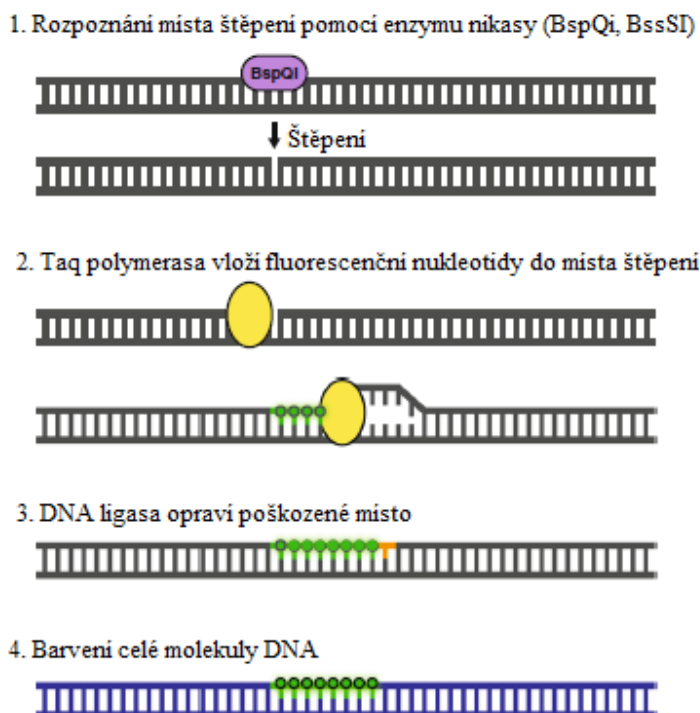 1. Rozpoznání místa štěpení pomocí enzymu nikasy (BspQi, BssSI)
BspQI
Štěpení
2. Taq polymerasa vloží fluorescenční nukleotidy do místa štěpení
3. DNA ligasa opraví poškozené místo
4. Barvení celé molekuly DNA